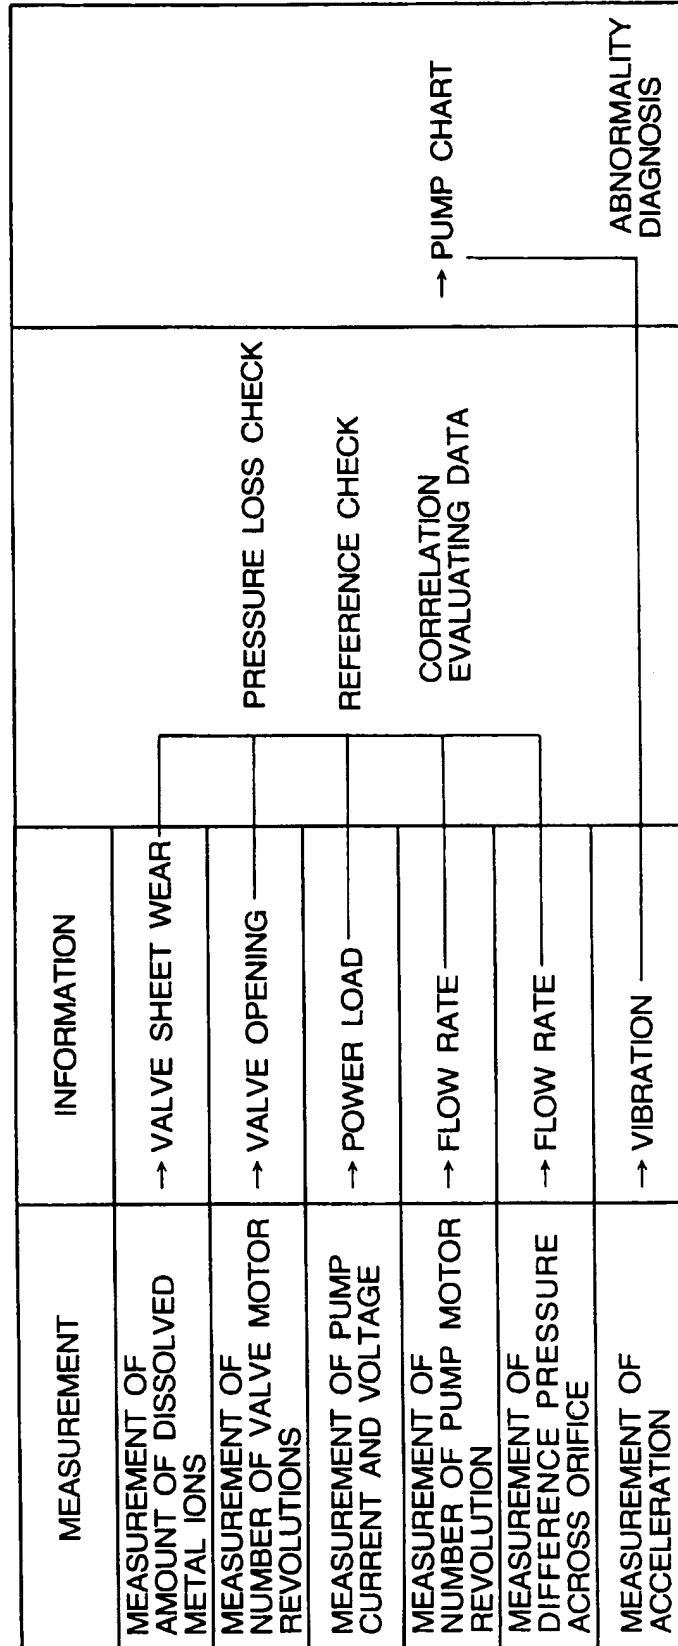 MEASUREMENT
INFORMATION
MEASUREMENT OF
AMOUNT OF DISSOLVED
METAL IONS
→ VALVE SHEET WEAR
MEASUREMENT OF
NUMBER OF VALVE MOTOR
REVOLUTIONS
→ VALVE OPENING
PRESSURE LOSS CHECK
MEASUREMENT OF PUMP
CURRENT AND VOLTAGE
→ POWER LOAD
REFERENCE CHECK
MEASUREMENT OF
NUMBER OF PUMP MOTOR
REVOLUTION
→ FLOW RATE
CORRELATION
EVALUATING DATA
→ PUMP CHART
MEASUREMENT OF
DIFFERENCE PRESSURE
ACROSS ORIFICE
→ FLOW RATE
MEASUREMENT OF
ACCELERATION
→ VIBRATION
ABNORMALITY
DIAGNOSIS